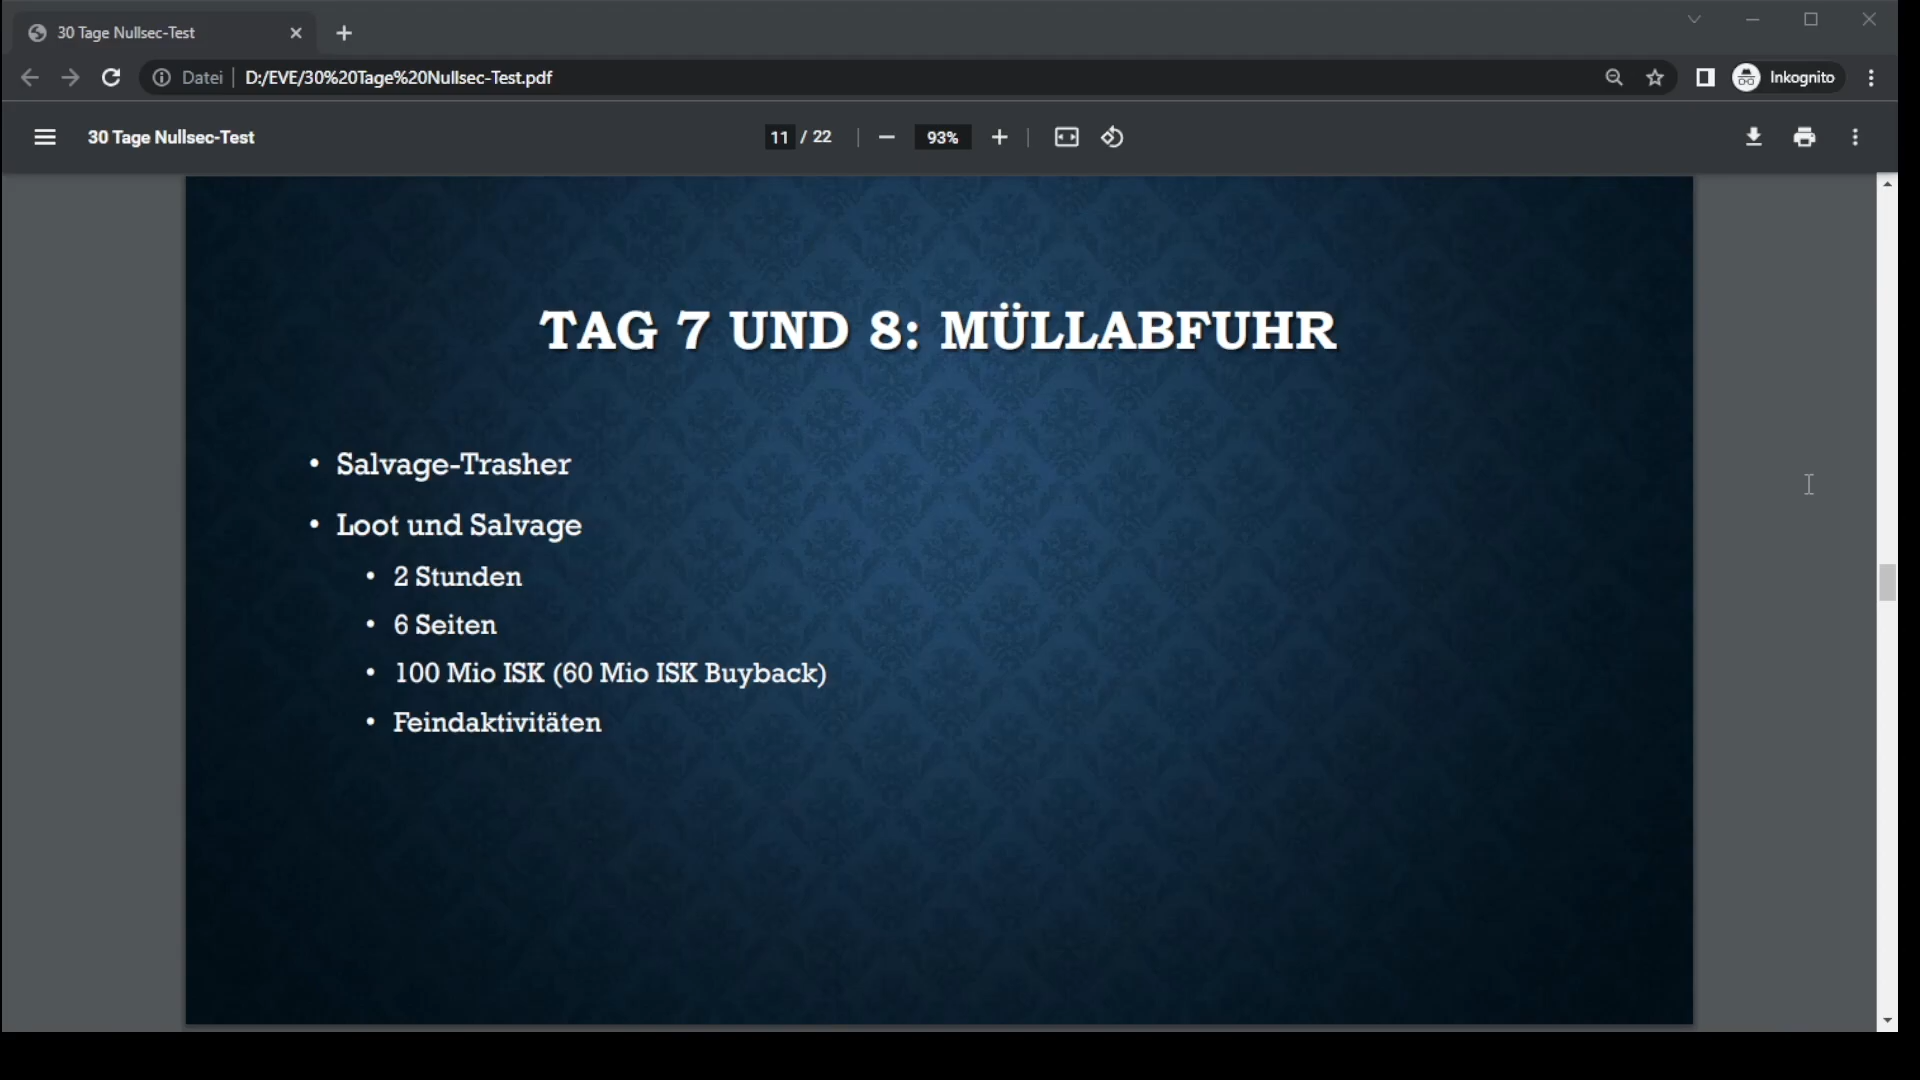 30 Tage Nullsec-Test
Datei D:/EVE/30%20Tage%20Nullsec-Test.pdf Inkognito
30 Tage Nullsec-Test 11 / 22 93%
TAG 7 UND 8: MÜLLABFUHR
• Salvage-Trasher
• Loot und Salvage
• 2 Stunden
• 6 Seiten
• 100 Mio ISK (60 Mio ISK Buyback)
• Feindaktivitäten